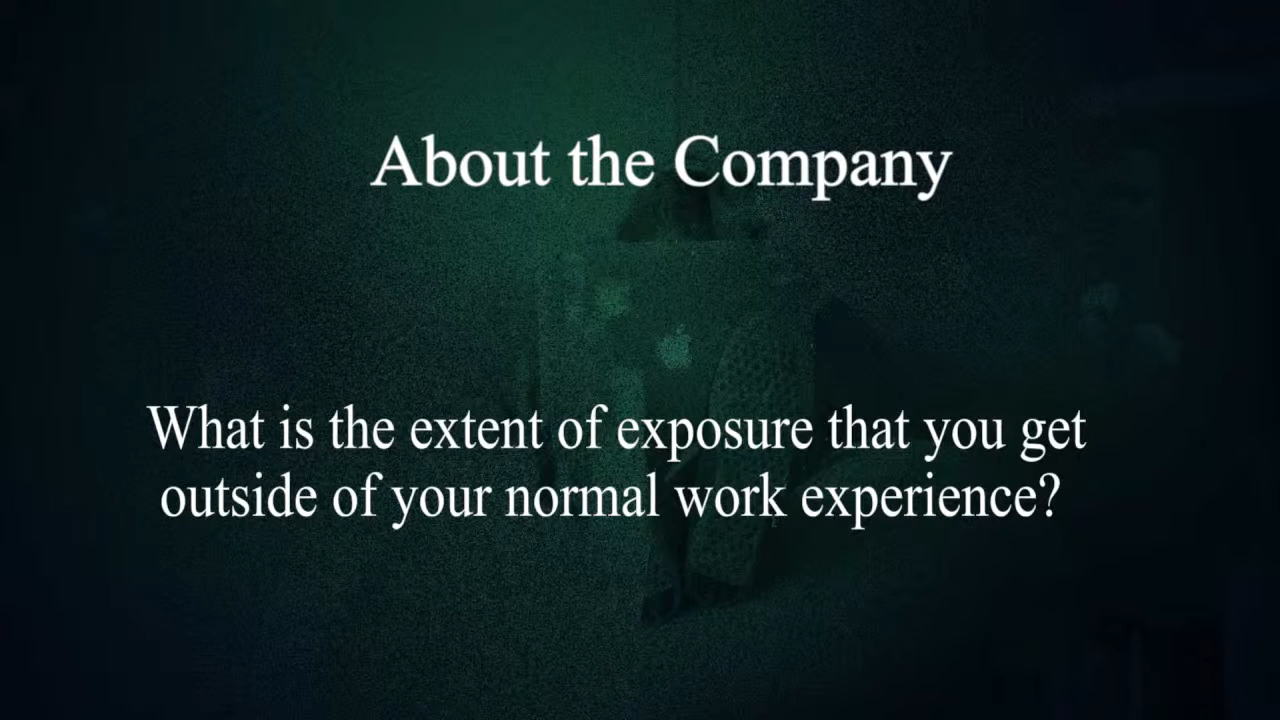 About the Company
What is the extent of exposure that you get
outside of your normal work experience?